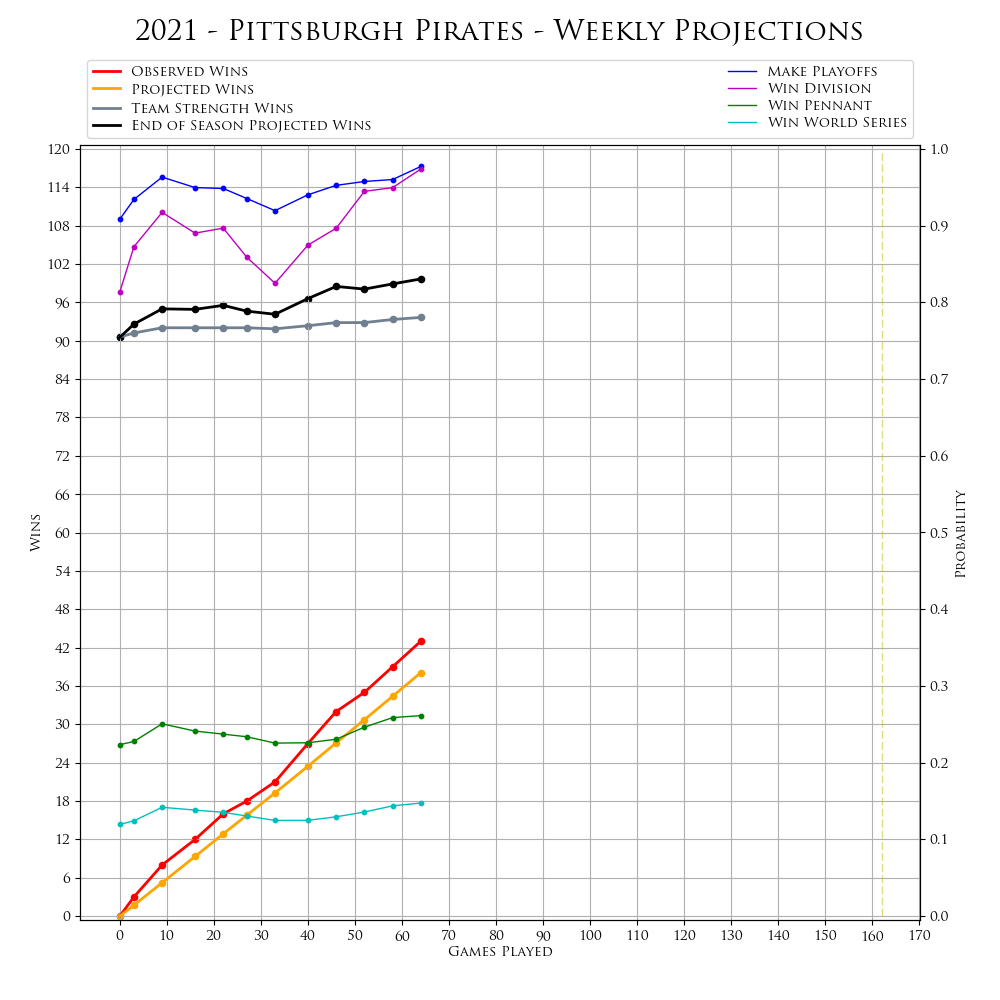 2021 - Pittsburgh Pirates - Weekly Projections
Observed Wins
Projected Wins
Team Strength Wins
End of Season Projected Wins
Make Playoffs
Win Division
Win Pennant
Win World Series
120
114
108
102
96
90
84
78
72
66
60
54
48
42
36
30
24
18
12
6
0
Wins
1.0
0.9
0.8
0.7
0.6
0.5
0.4
0.3
0.2
0.1
0.0
Probability
0 10 20 30 40 50 60 70 80 90 100 110 120 130 140 150 160 170
Games Played